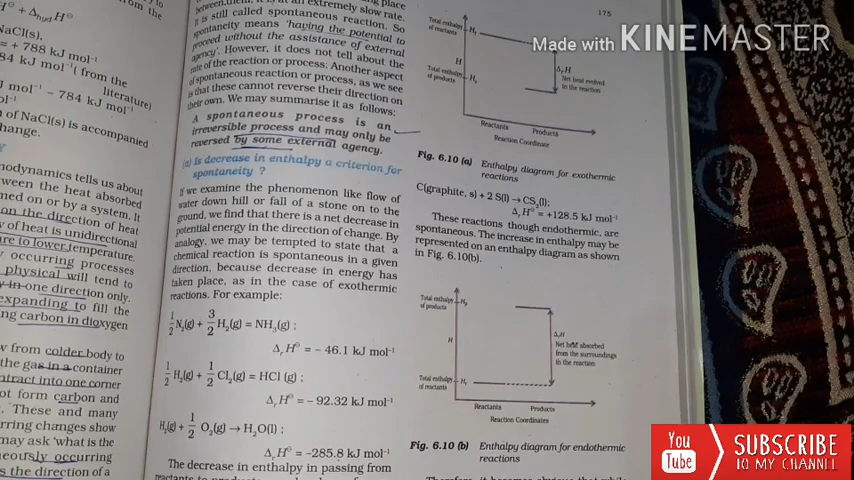 H⊖ + ΔhydH⊖
from the
NaCl(s),
= + 788 kJ mol⁻¹
84 kJ mol⁻¹ (from the
literature)
J mol⁻¹ – 784 kJ mol⁻¹
ol⁻¹
n of NaCl(s) is accompanied
hange.
modynamics tells us about
ween the heat absorbed
med on or by a system. It
on the direction of heat
w of heat is unidirectional
re to lower temperature.
y occurring processes
physical will tend to
y in one direction only.
expanding to fill the
ng carbon in dioxygen
w from colder body to
the gas in a container
ntract into one corner
ot form carbon and
. These and many
rring changes show
may ask 'what is the
neously occurring
s the direction of a
place
between them, it is at an extremely slow rate.
It is still called spontaneous reaction. So
spontaneity means 'having the potential to
proceed without the assistance of external
agency'. However, it does not tell about the
rate of the reaction or process. Another aspect
of spontaneous reaction or process, as we see
is that these cannot reverse their direction on
their own. We may summarise it as follows:
A spontaneous process is an
irreversible process and may only be
reversed by some external agency.
(a) Is decrease in enthalpy a criterion for
spontaneity ?
If we examine the phenomenon like flow of
water down hill or fall of a stone on to the
ground, we find that there is a net decrease in
potential energy in the direction of change. By
analogy, we may be tempted to state that a
chemical reaction is spontaneous in a given
direction, because decrease in energy has
taken place, as in the case of exothermic
reactions. For example:
1/2 N₂(g) + 3/2 H₂(g) = NH₃(g) ;
ΔᵣH⊖ = – 46.1 kJ mol⁻¹
1/2 H₂(g) + 1/2 Cl₂(g) = HCl (g) ;
ΔᵣH⊖ = – 92.32 kJ mol⁻¹
H₂(g) + 1/2 O₂(g) → H₂O(l) ;
ΔᵣH⊖ = –285.8 kJ mol⁻¹
The decrease in enthalpy in passing from
175
Total enthalpy
of reactants
Hr
H
Total enthalpy
of products
ΔᵣH
Net heat evolved
in the reaction
Reactants Products
Reaction Coordinate
Fig. 6.10 (a) Enthalpy diagram for exothermic
reactions
C(graphite, s) + 2 S(l) → CS₂(l);
ΔᵣH⊖ = +128.5 kJ mol⁻¹
These reactions though endothermic, are
spontaneous. The increase in enthalpy may be
represented on an enthalpy diagram as shown
in Fig. 6.10(b).
Total enthalpy
of products
Hp
H
Total enthalpy
of reactants
Hr
ΔᵣH
Net heat absorbed
from the surroundings
in the reaction
Reactants Products
Reaction Coordinates
Fig. 6.10 (b) Enthalpy diagram for endothermic
reactions
Made with KINEMASTER
You
Tube
SUBSCRIBE
TO MY CHANNEL